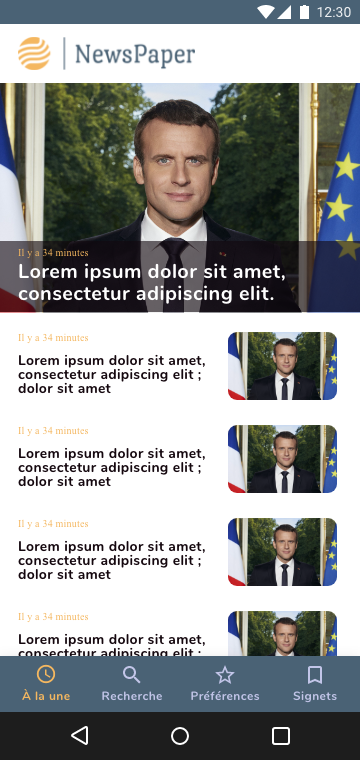 12:30
NewsPaper
Il y a 34 minutes
Lorem ipsum dolor sit amet,
consectetur adipiscing elit.
Il y a 34 minutes
Lorem ipsum dolor sit amet,
consectetur adipiscing elit ;
dolor sit amet
Il y a 34 minutes
Lorem ipsum dolor sit amet,
consectetur adipiscing elit ;
dolor sit amet
Il y a 34 minutes
Lorem ipsum dolor sit amet,
consectetur adipiscing elit ;
dolor sit amet
Il y a 34 minutes
Lorem ipsum dolor sit amet,
consectetur adipiscing elit ;
À la une
Recherche
Préférences
Signets